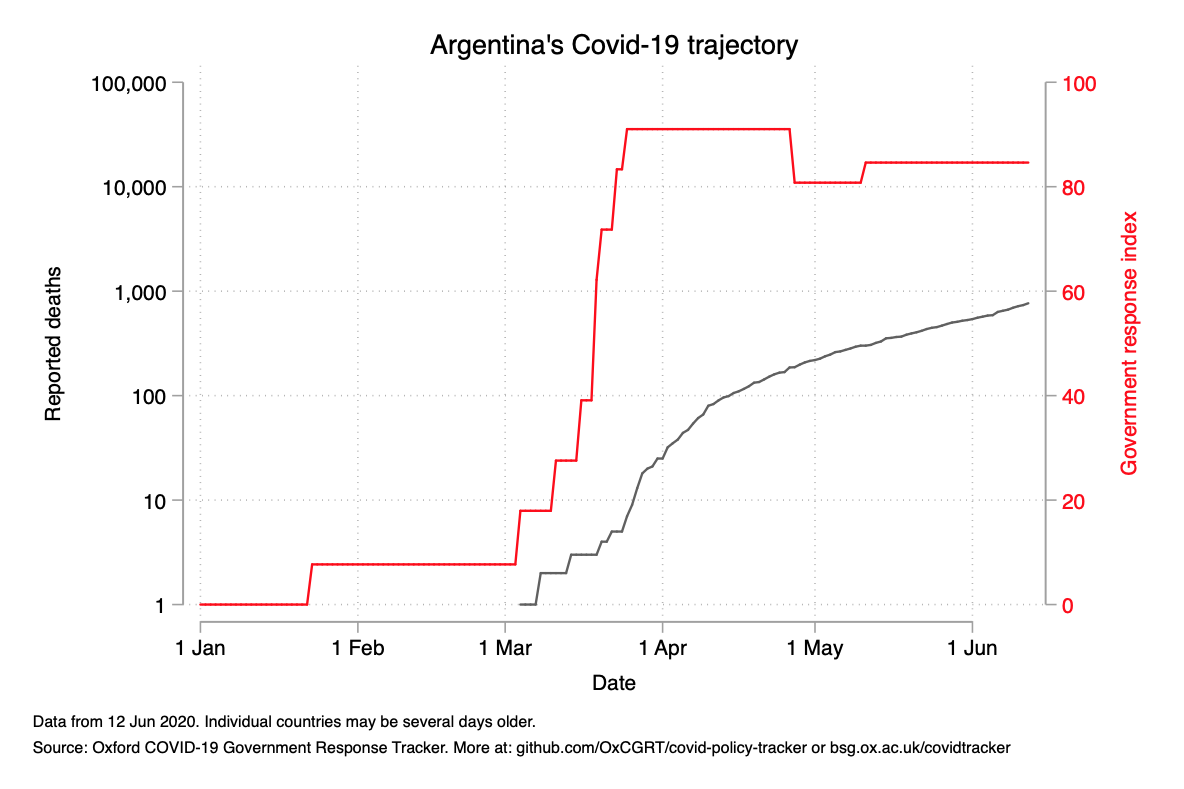 Argentina's Covid-19 trajectory
100,000
10,000
1,000
100
10
1
Reported deaths
100
80
60
40
20
0
Government response index
1 Jan
1 Feb
1 Mar
1 Apr
1 May
1 Jun
Date
Data from 12 Jun 2020. Individual countries may be several days older.
Source: Oxford COVID-19 Government Response Tracker. More at: github.com/OxCGRT/covid-policy-tracker or bsg.ox.ac.uk/covidtracker